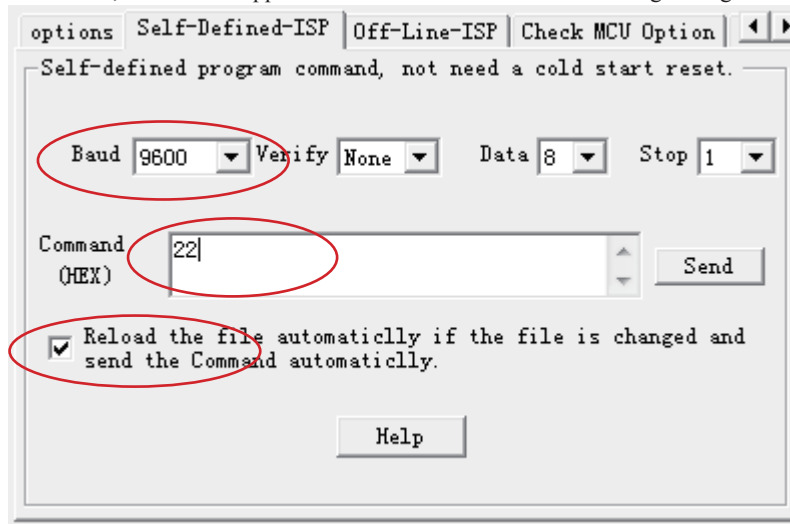 options Self-Defined-ISP Off-Line-ISP Check MCU Option
Self-defined program command, not need a cold start reset.
Baud 9600 Verify None Data 8 Stop 1
Command 22
(HEX) Send
Reload the file automaticlly if the file is changed and
send the Command automaticlly.
Help